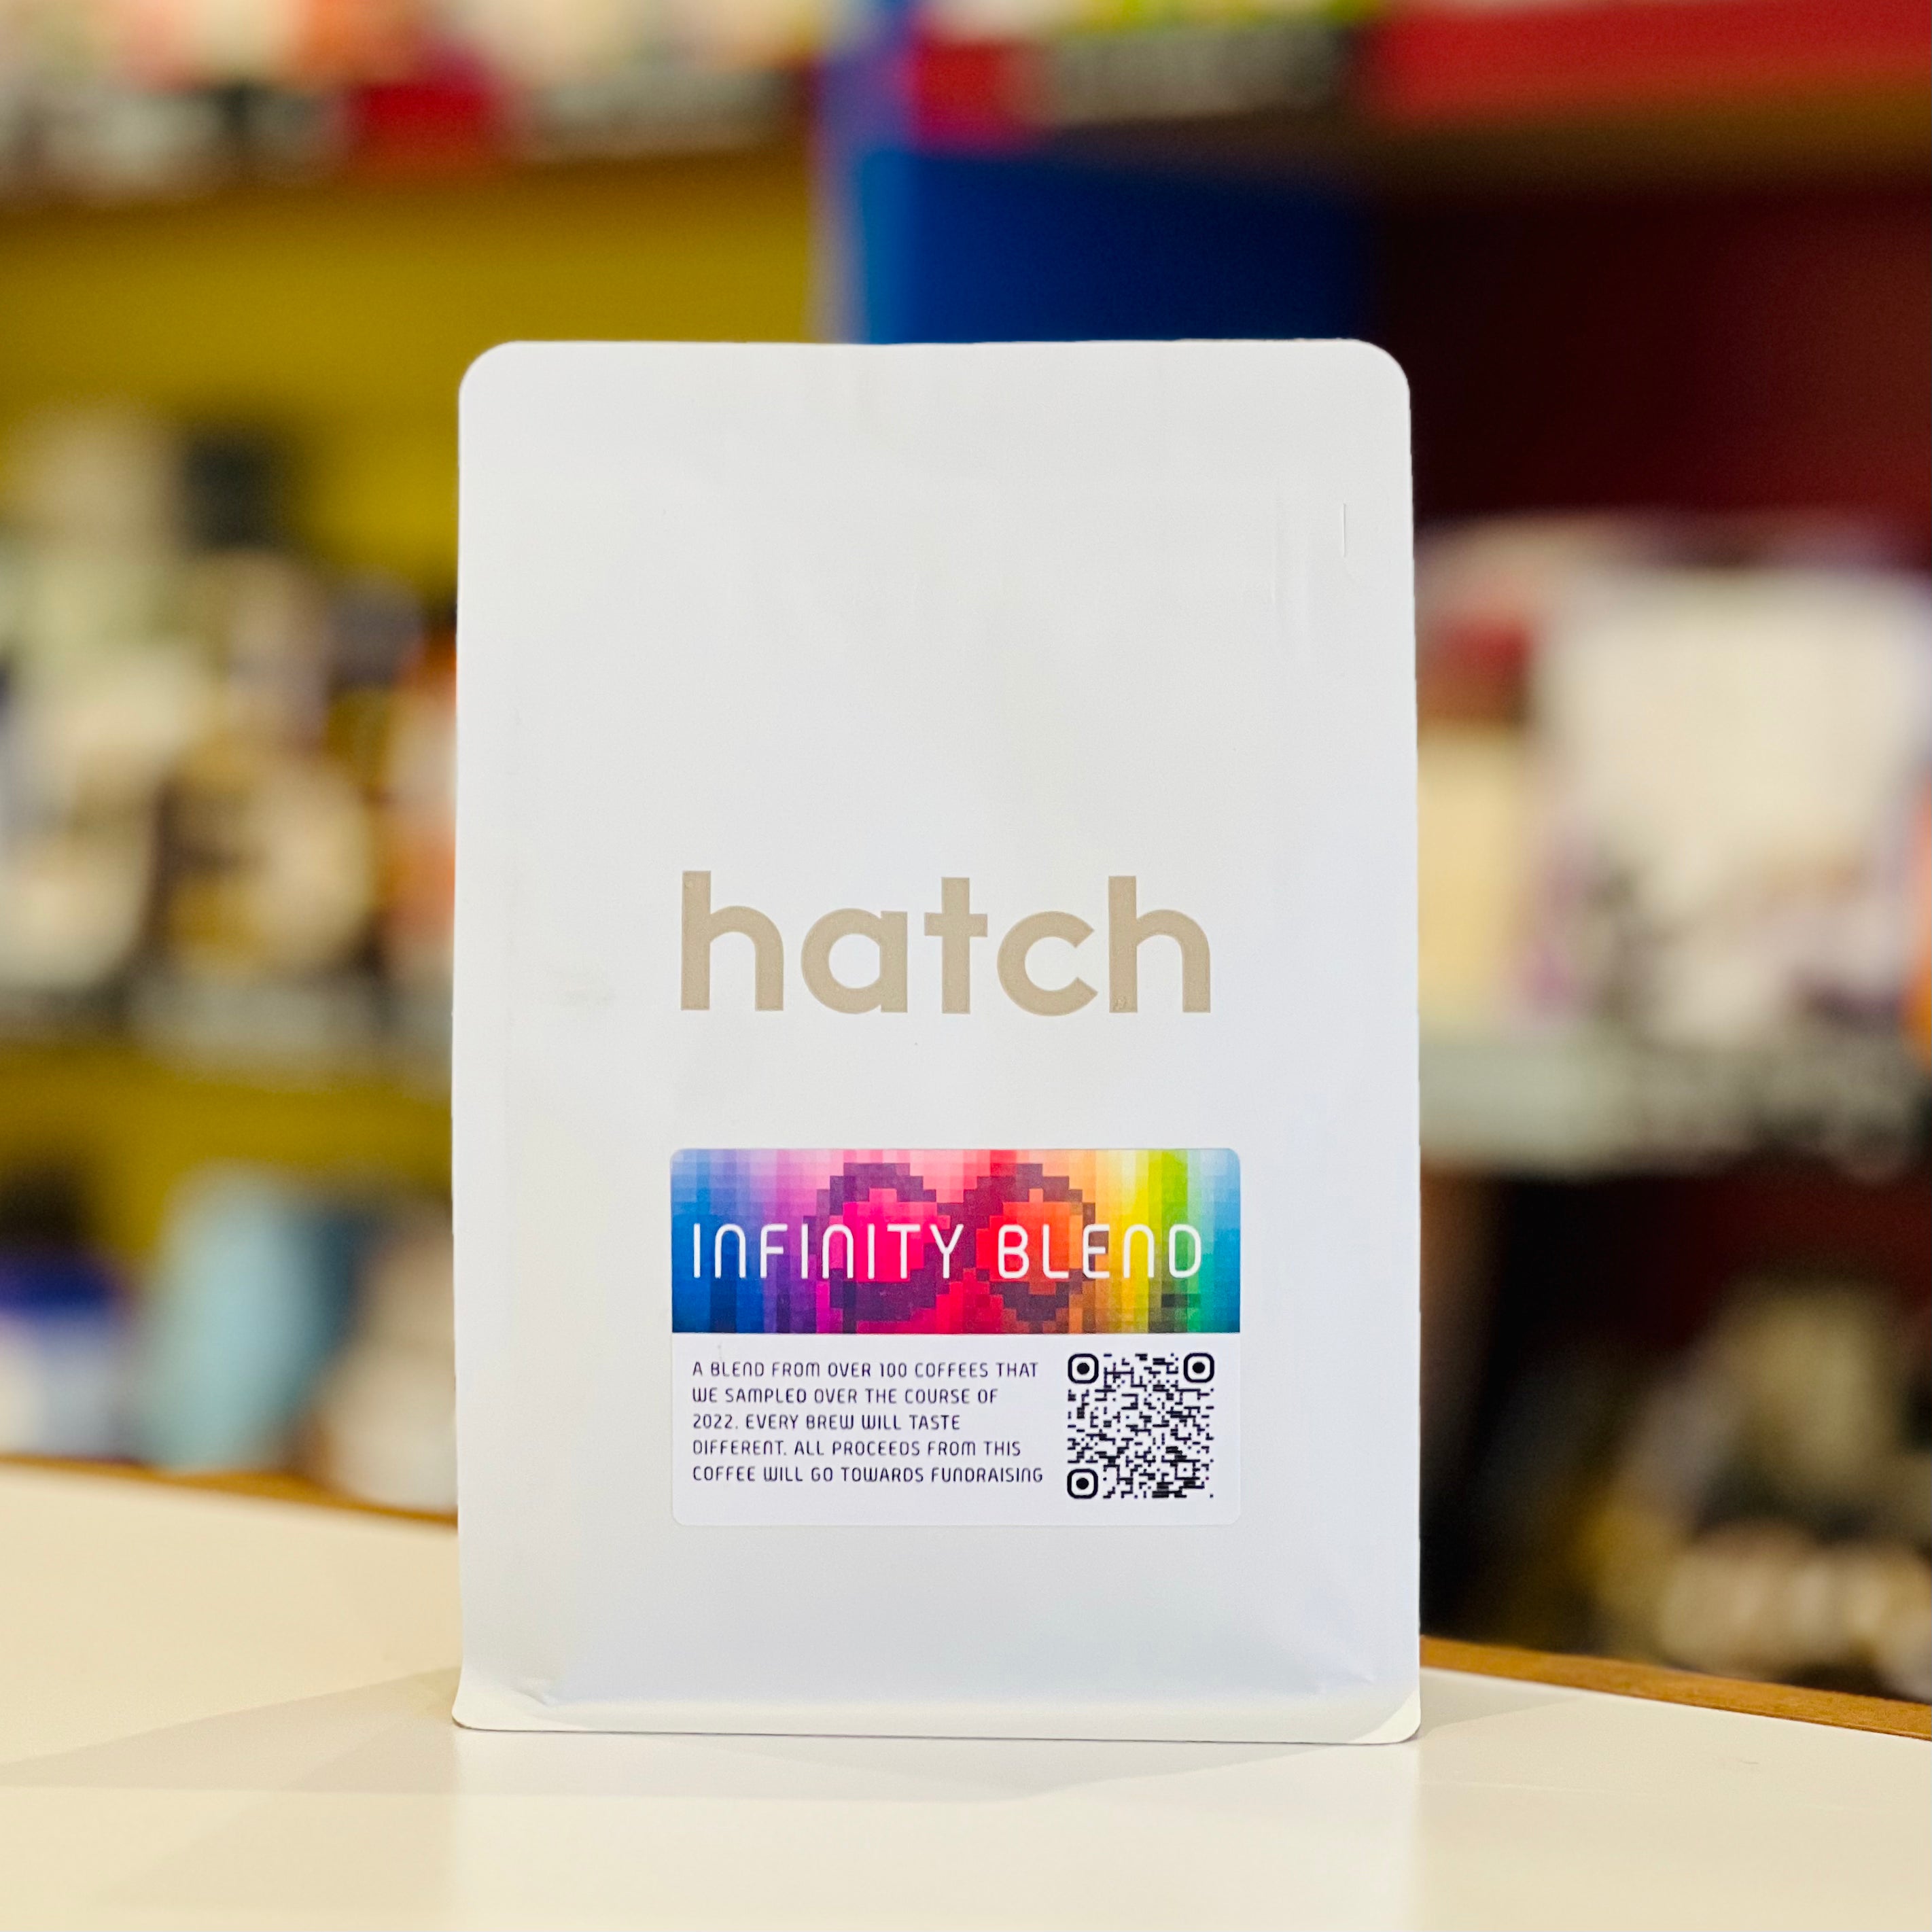 hatch
INFINITY BLEND
A BLEND FROM OVER 100 COFFEES THAT
WE SAMPLED OVER THE COURSE OF
2022. EVERY BREW WILL TASTE
DIFFERENT. ALL PROCEEDS FROM THIS
COFFEE WILL GO TOWARDS FUNDRAISING